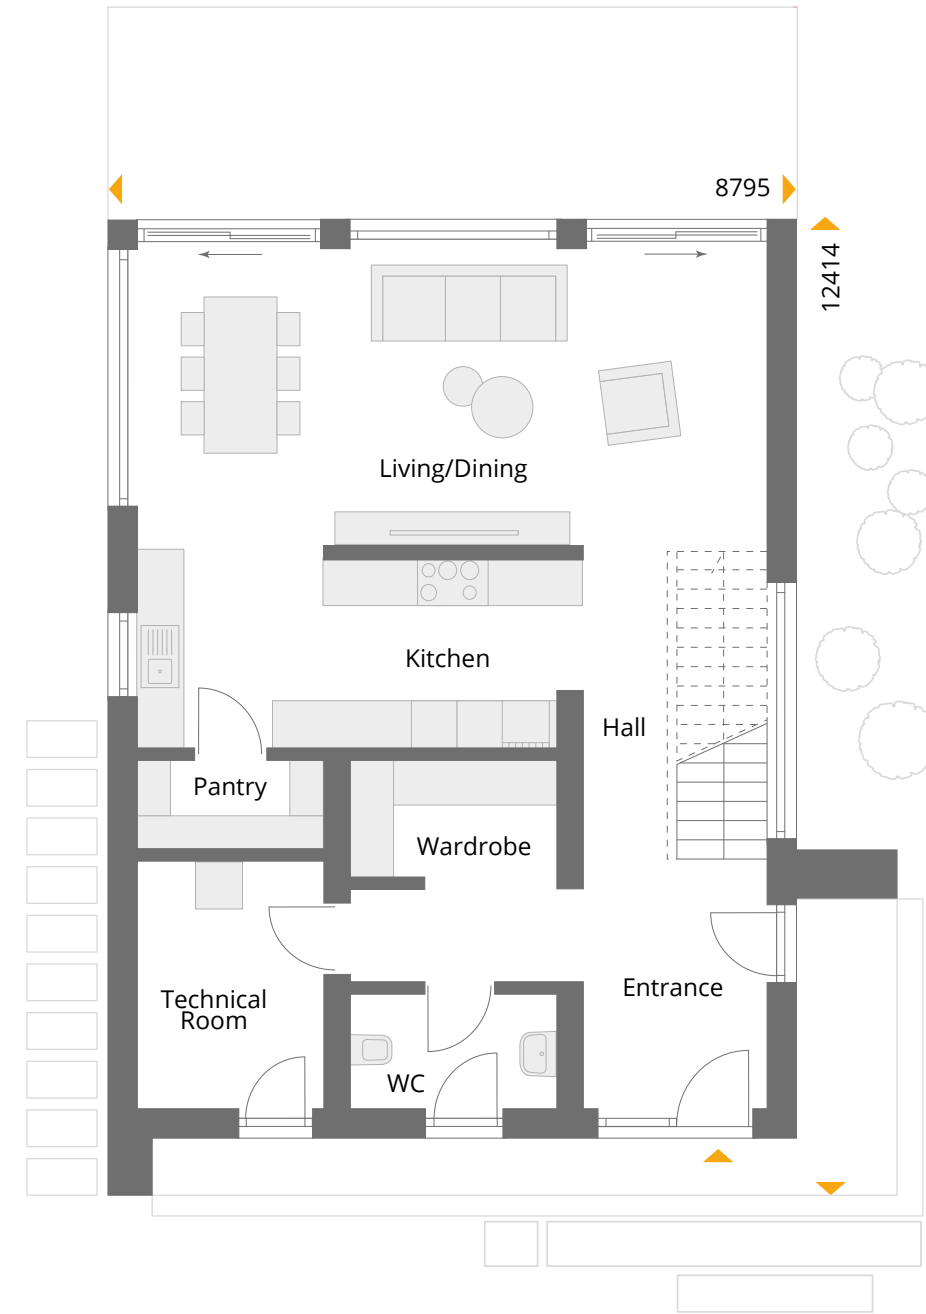 8795
12414
Living/Dining
Kitchen
Hall
Pantry
Wardrobe
Entrance
Technical
Room
WC